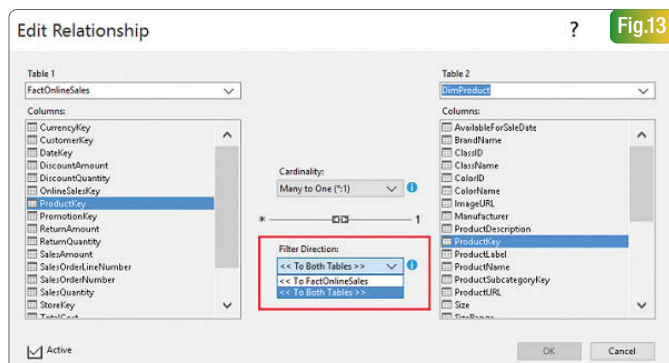 Edit Relationship
?
Fig.13
Table 1
FactOnlineSales
Columns:
CurrencyKey
CustomerKey
DateKey
DiscountAmount
DiscountQuantity
OnlineSalesKey
ProductKey
PromotionKey
ReturnAmount
ReturnQuantity
SalesAmount
SalesOrderLineNumber
SalesOrderNumber
SalesQuantity
StoreKey
TotalCost
Cardinality:
Many to One (*:1)
* 1
Filter Direction:
<< To Both Tables >>
<< To FactOnlineSales
<< To Both Tables >>
Table 2
DimProduct
Columns:
AvailableForSaleDate
BrandName
ClassID
ClassName
ColorID
ColorName
ImageURL
Manufacturer
ProductDescription
ProductKey
ProductLabel
ProductName
ProductSubcategoryKey
ProductURL
Size
SizeRange
Active
OK
Cancel